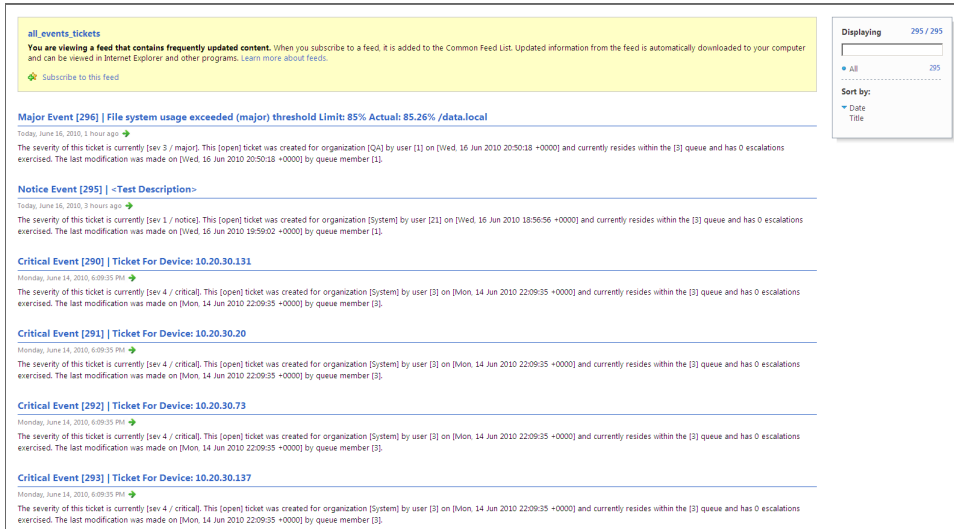 all_events_tickets
You are viewing a feed that contains frequently updated content. When you subscribe to a feed, it is added to the Common Feed List. Updated information from the feed is automatically downloaded to your computer
and can be viewed in Internet Explorer and other programs. Learn more about feeds.
Subscribe to this feed
Displaying 295 / 295
All 295
Sort by:
Date
Title
Major Event [296] | File system usage exceeded (major) threshold Limit: 85% Actual: 85.26% /data.local
Today, June 16, 2010, 1 hour ago
The severity of this ticket is currently [sev 3 / major]. This [open] ticket was created for organization [QA] by user [1] on [Wed, 16 Jun 2010 20:50:18 +0000] and currently resides within the [3] queue and has 0 escalations
exercised. The last modification was made on [Wed, 16 Jun 2010 20:50:18 +0000] by queue member [1].
Notice Event [295] | <Test Description>
Today, June 16, 2010, 3 hours ago
The severity of this ticket is currently [sev 1 / notice]. This [open] ticket was created for organization [System] by user [21] on [Wed, 16 Jun 2010 18:56:56 +0000] and currently resides within the [3] queue and has 0 escalations
exercised. The last modification was made on [Wed, 16 Jun 2010 19:59:02 +0000] by queue member [1].
Critical Event [290] | Ticket For Device: 10.20.30.131
Monday, June 14, 2010, 6:09:35 PM
The severity of this ticket is currently [sev 4 / critical]. This [open] ticket was created for organization [System] by user [3] on [Mon, 14 Jun 2010 22:09:35 +0000] and currently resides within the [3] queue and has 0 escalations
exercised. The last modification was made on [Mon, 14 Jun 2010 22:09:35 +0000] by queue member [3].
Critical Event [291] | Ticket For Device: 10.20.30.20
Monday, June 14, 2010, 6:09:35 PM
The severity of this ticket is currently [sev 4 / critical]. This [open] ticket was created for organization [System] by user [3] on [Mon, 14 Jun 2010 22:09:35 +0000] and currently resides within the [3] queue and has 0 escalations
exercised. The last modification was made on [Mon, 14 Jun 2010 22:09:35 +0000] by queue member [3].
Critical Event [292] | Ticket For Device: 10.20.30.73
Monday, June 14, 2010, 6:09:35 PM
The severity of this ticket is currently [sev 4 / critical]. This [open] ticket was created for organization [System] by user [3] on [Mon, 14 Jun 2010 22:09:35 +0000] and currently resides within the [3] queue and has 0 escalations
exercised. The last modification was made on [Mon, 14 Jun 2010 22:09:35 +0000] by queue member [3].
Critical Event [293] | Ticket For Device: 10.20.30.137
Monday, June 14, 2010, 6:09:35 PM
The severity of this ticket is currently [sev 4 / critical]. This [open] ticket was created for organization [System] by user [3] on [Mon, 14 Jun 2010 22:09:35 +0000] and currently resides within the [3] queue and has 0 escalations
exercised. The last modification was made on [Mon, 14 Jun 2010 22:09:35 +0000] by queue member [3].